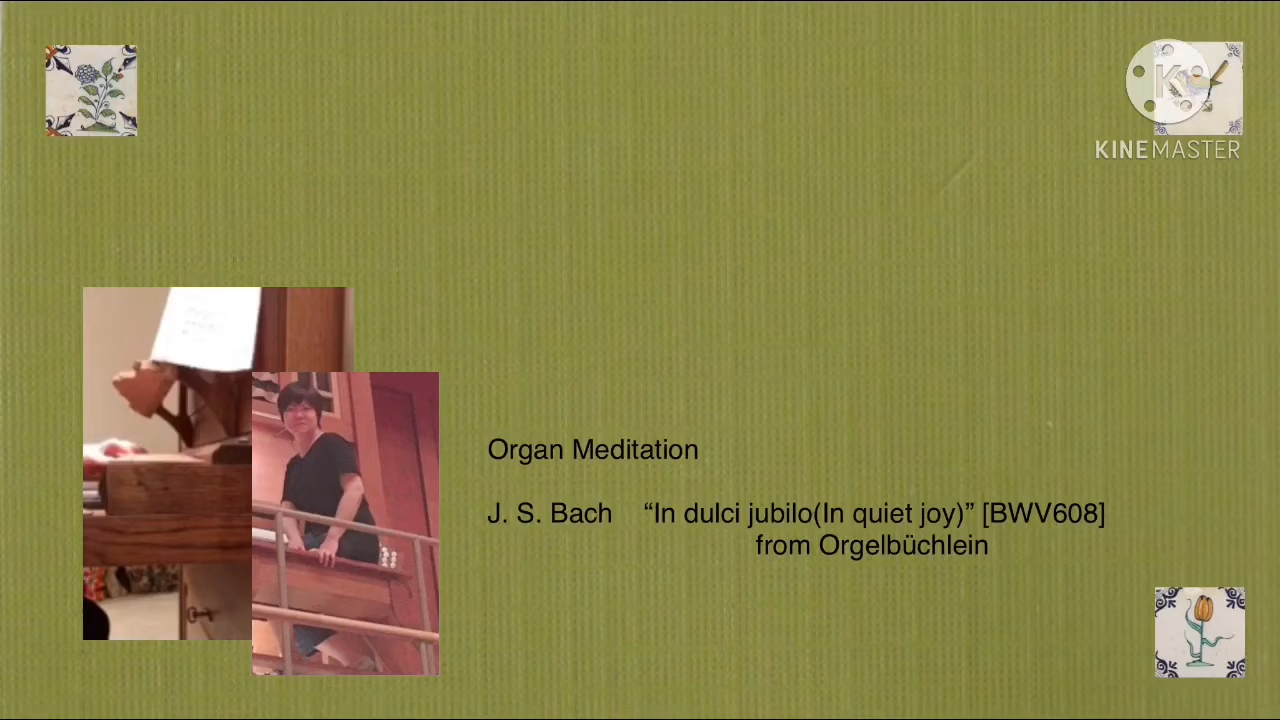 KINEMASTER
Organ Meditation
J. S. Bach “In dulci jubilo(In quiet joy)” [BWV608]
from Orgelbüchlein